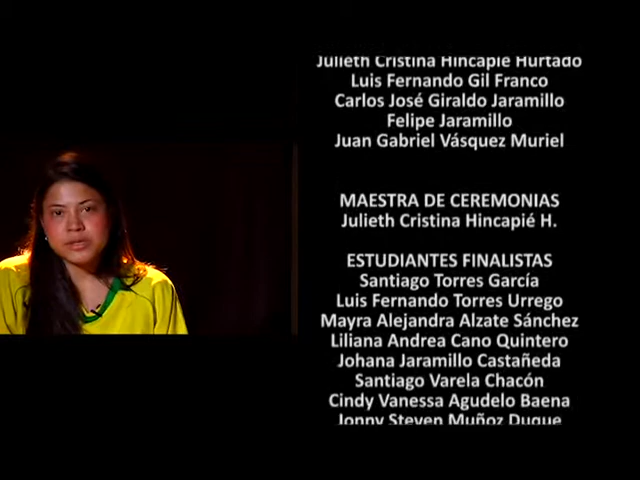 Julieth Cristina Hincapié Hurtado
Luis Fernando Gil Franco
Carlos José Giraldo Jaramillo
Felipe Jaramillo
Juan Gabriel Vásquez Muriel
MAESTRA DE CEREMONIAS
Julieth Cristina Hincapié H.
ESTUDIANTES FINALISTAS
Santiago Torres García
Luis Fernando Torres Urrego
Mayra Alejandra Alzate Sánchez
Liliana Andrea Cano Quintero
Johana Jaramillo Castañeda
Santiago Varela Chacón
Cindy Vanessa Agudelo Baena
Jonny Steven Muñoz Duque